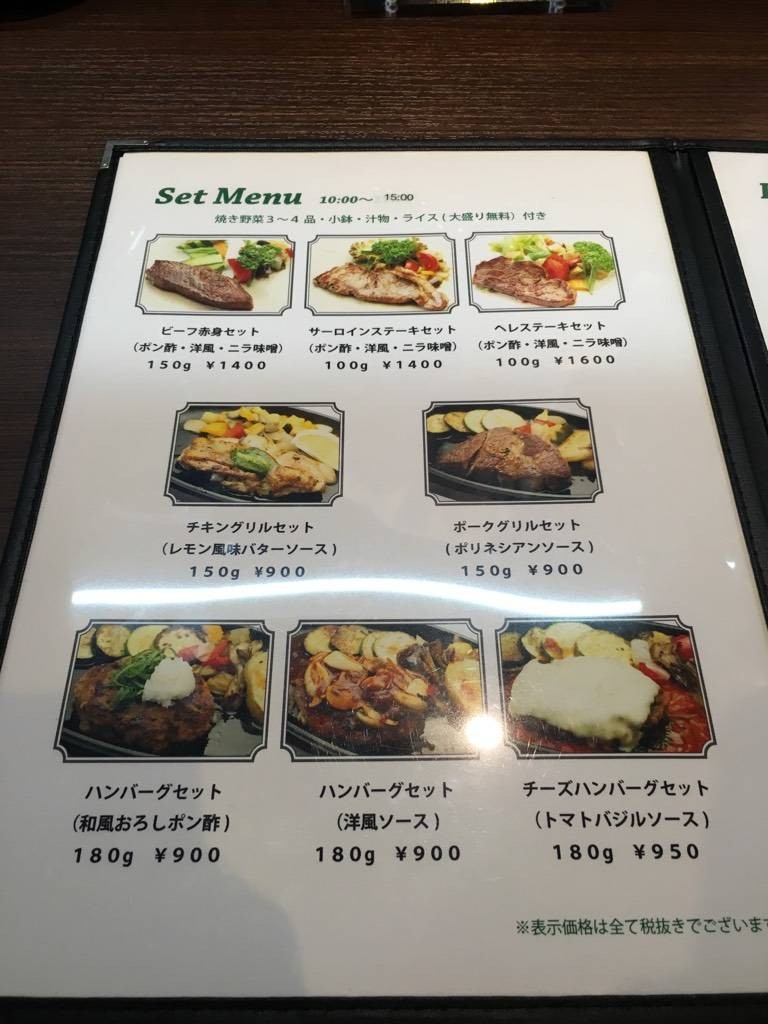 Set Menu 10:00～ 15:00
焼き野菜３～４品・小鉢・汁物・ライス(大盛り無料）付き
ビーフ赤身セット
（ポン酢・洋風・ニラ味噌）
150g ￥1400
サーロインステーキセット
（ポン酢・洋風・ニラ味噌）
100g ￥1400
ヘレステーキセット
（ポン酢・洋風・ニラ味噌）
100g ￥1600
チキングリルセット
（レモン風味バターソース）
150g ¥900
ポークグリルセット
（ポリネシアンソース）
150g ￥900
ハンバーグセット
（和風おろしポン酢）
180g ￥900
ハンバーグセット
（洋風ソース）
180g ￥900
チーズハンバーグセット
（トマトバジルソース）
180g ￥950
※表示価格は全て税抜きでございます